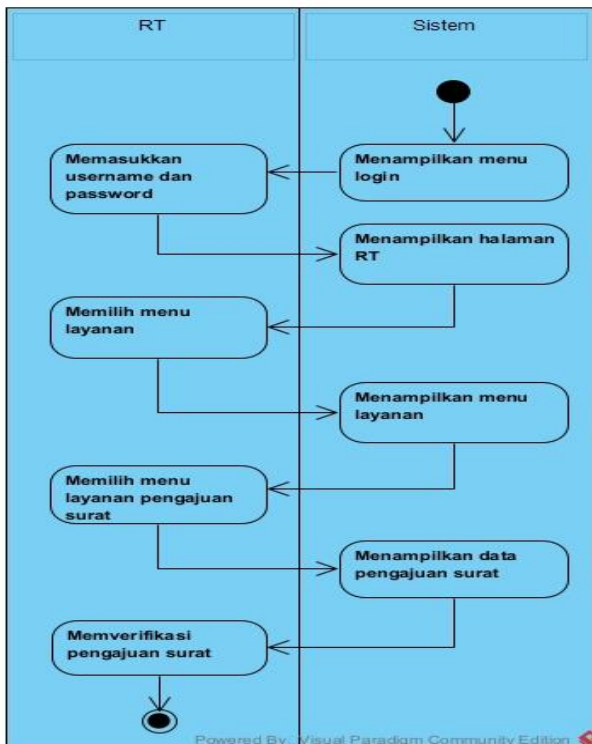 RT
Sistem
Menampilkan menu
login
Memasukkan
username dan
password
Menampilkan halaman
RT
Memilih menu
layanan
Menampilkan menu
layanan
Memilih menu
layanan pengajuan
surat
Menampilkan data
pengajuan surat
Memverifikasi
pengajuan surat
Powered By Visual Paradigm Community Edition